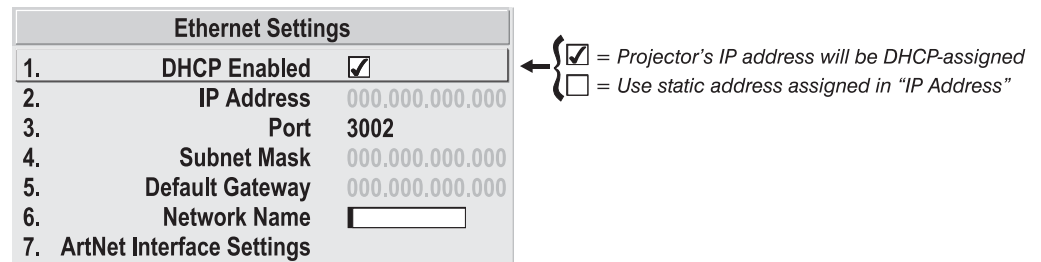 Ethernet Settings
1. DHCP Enabled
2. IP Address 000.000.000.000
3. Port 3002
4. Subnet Mask 000.000.000.000
5. Default Gateway 000.000.000.000
6. Network Name
7. ArtNet Interface Settings
= Projector's IP address will be DHCP-assigned
= Use static address assigned in “IP Address”